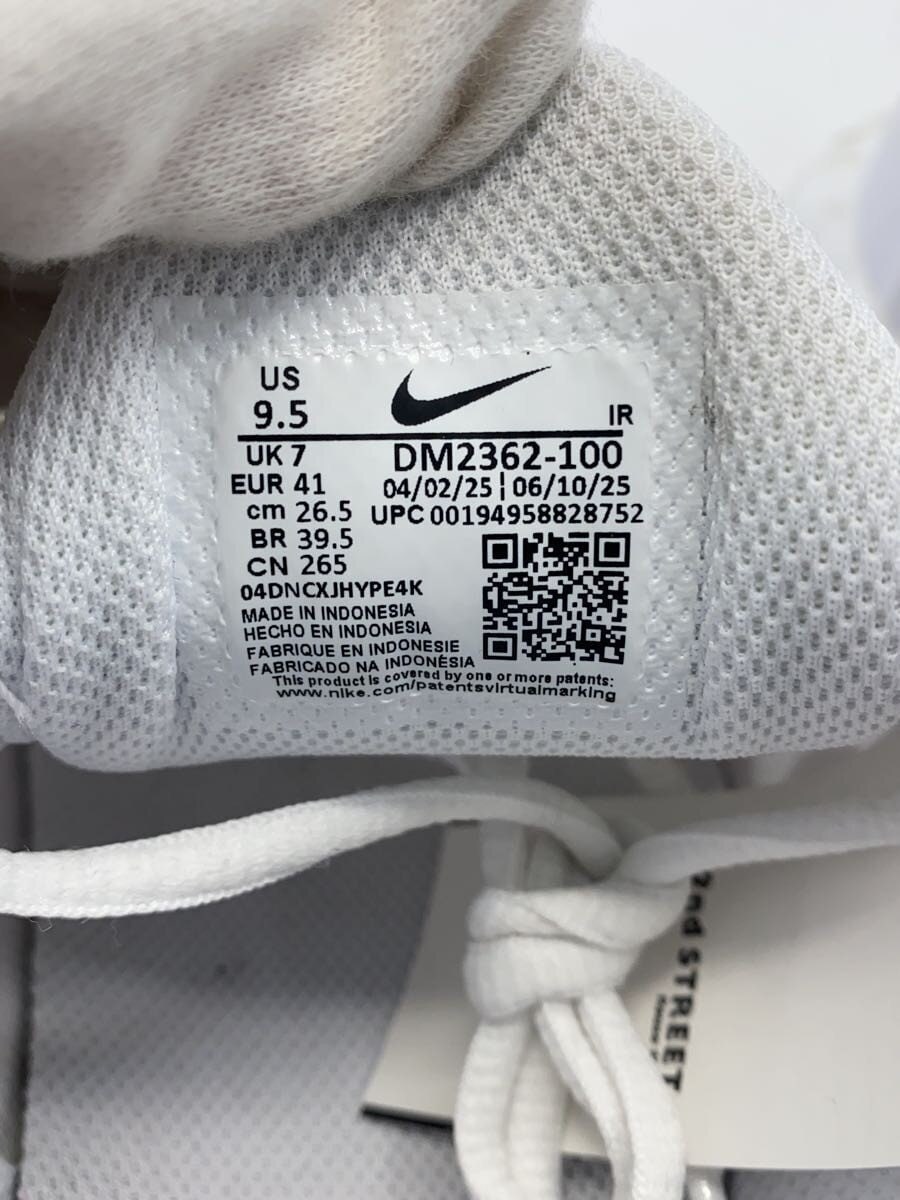 US
9.5
IR
UK 7
DM2362-100
EUR 41
04/02/25 | 06/10/25
cm 26.5
UPC 00194958828752
BR 39.5
CN 265
04DNCXJHYPE4K
MADE IN INDONESIA
HECHO EN INDONESIA
FABRIQUE EN INDONESIE
FABRICADO NA INDONÉSIA
This product is covered by one or more patents:
www.nike.com/patentsvirtualmarking
2nd STREET